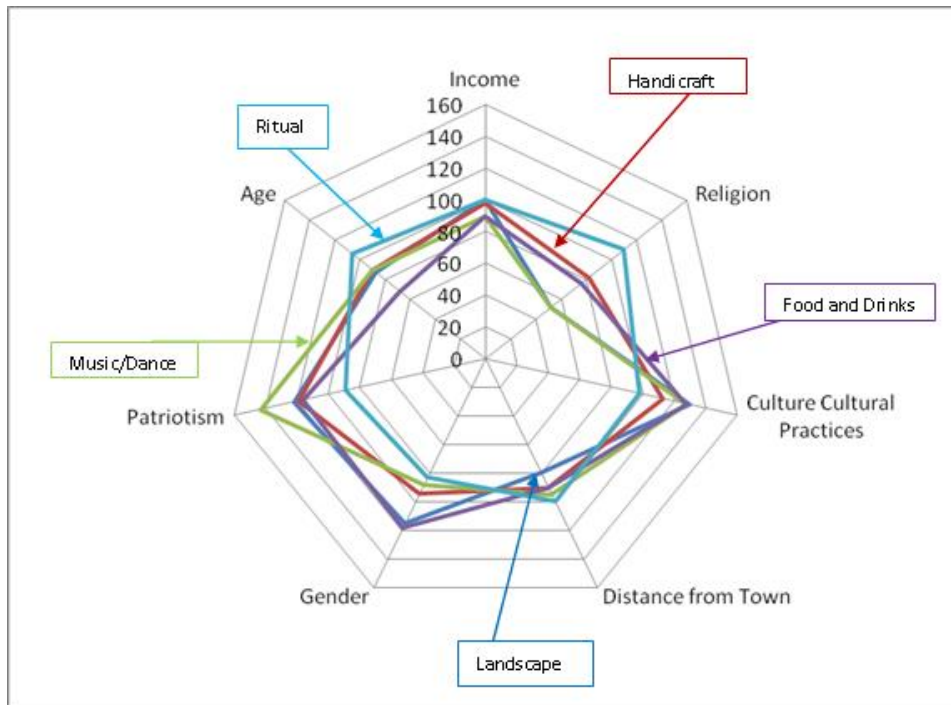 Income
Handicraft
Ritual
Age
Religion
160
140
120
100
80
60
40
20
0
Food and Drinks
Music/Dance
Patriotism
Culture Cultural
Practices
Gender
Distance from Town
Landscape